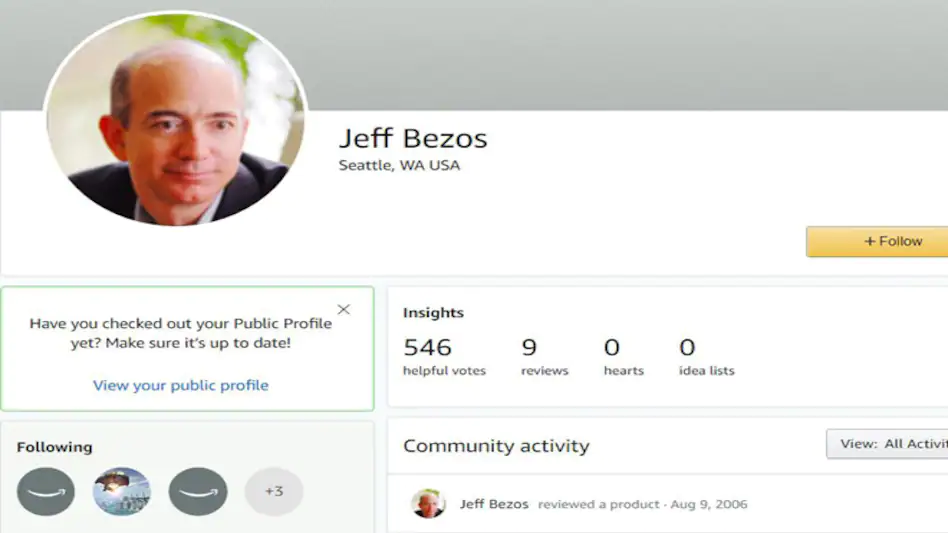 Jeff Bezos
Seattle, WA USA
+ Follow
Have you checked out your Public Profile
yet? Make sure it's up to date!
View your public profile
Insights
546
helpful votes
9
reviews
0
hearts
0
idea lists
Following
+3
Community activity
View: All Activit
Jeff Bezos reviewed a product · Aug 9, 2006